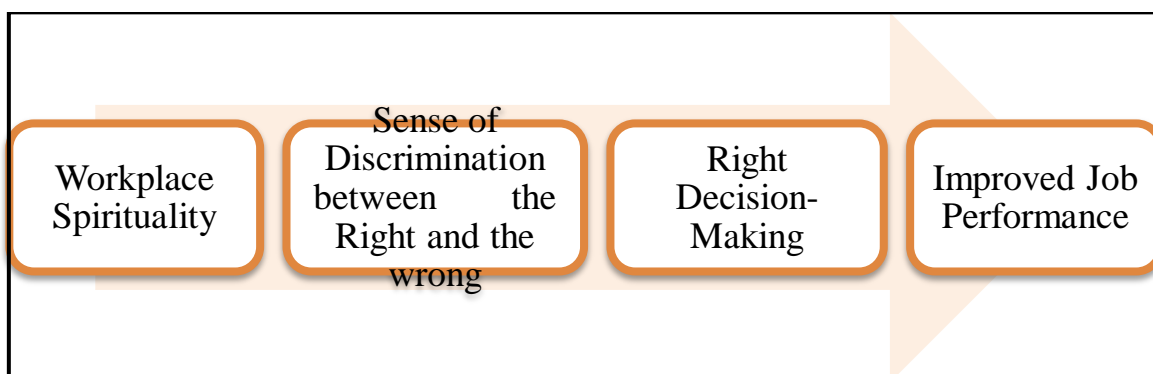 Workplace
Spirituality
Sense of
Discrimination
between the
Right and the
wrong
Right
Decision-
Making
Improved Job
Performance